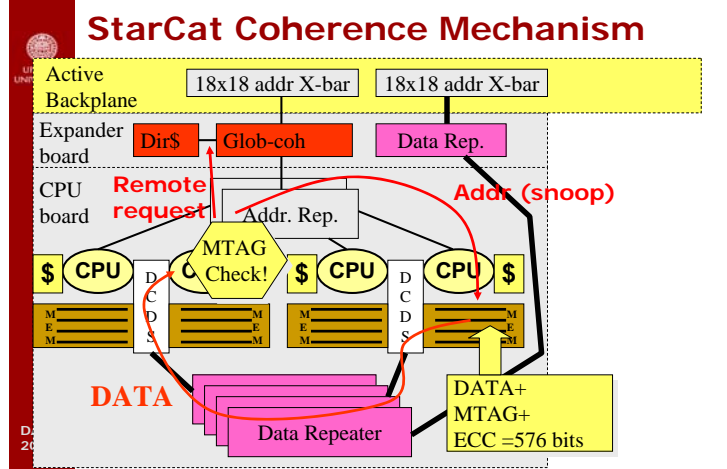 StarCat Coherence Mechanism
Active
Backplane
18x18 addr X-bar
18x18 addr X-bar
Expander
board
Dir$
Glob-coh
Data Rep.
CPU
board
Remote
request
Addr (snoop)
Addr. Rep.
MTAG
Check!
$
CPU
D
C
D
S
C
$
CPU
D
C
D
S
CPU
$
M
E
M
M
E
M
M
E
M
M
E
M
DATA
Data Repeater
DATA+
MTAG+
ECC =576 bits